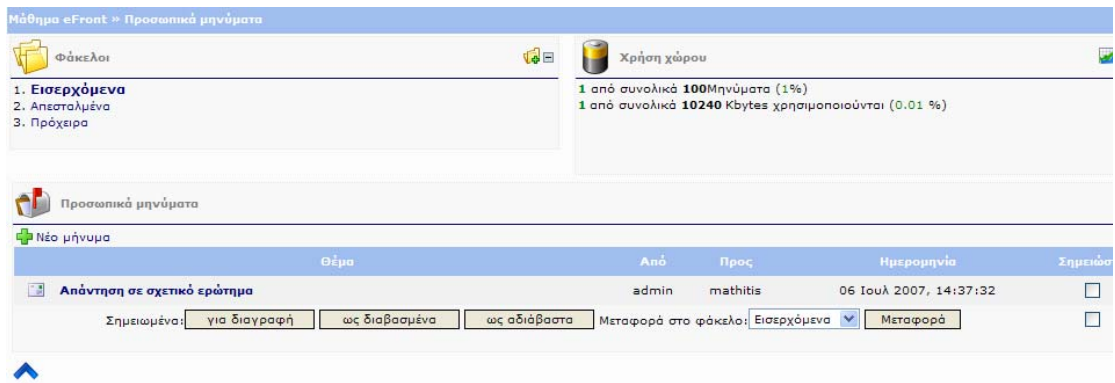 Μάθημα eFront » Προσωπικά μηνύματα
Φάκελοι
1. Εισερχόμενα
2. Απεσταλμένα
3. Πρόχειρα
Χρήση χώρου
1 από συνολικά 100Μηνύματα (1%)
1 από συνολικά 10240 Kbytes χρησιμοποιούνται (0.01 %)
Προσωπικά μηνύματα
Νέο μήνυμα
Θέμα Από Προς Ημερομηνία
Απάντηση σε σχετικό ερώτημα admin mathitis 06 Ιουλ 2007, 14:37:32
Σημειωμένα: για διαγραφή ως διαβασμένα ως αδιάβαστα Μεταφορά στο φάκελο: Εισερχόμενα Μεταφορά